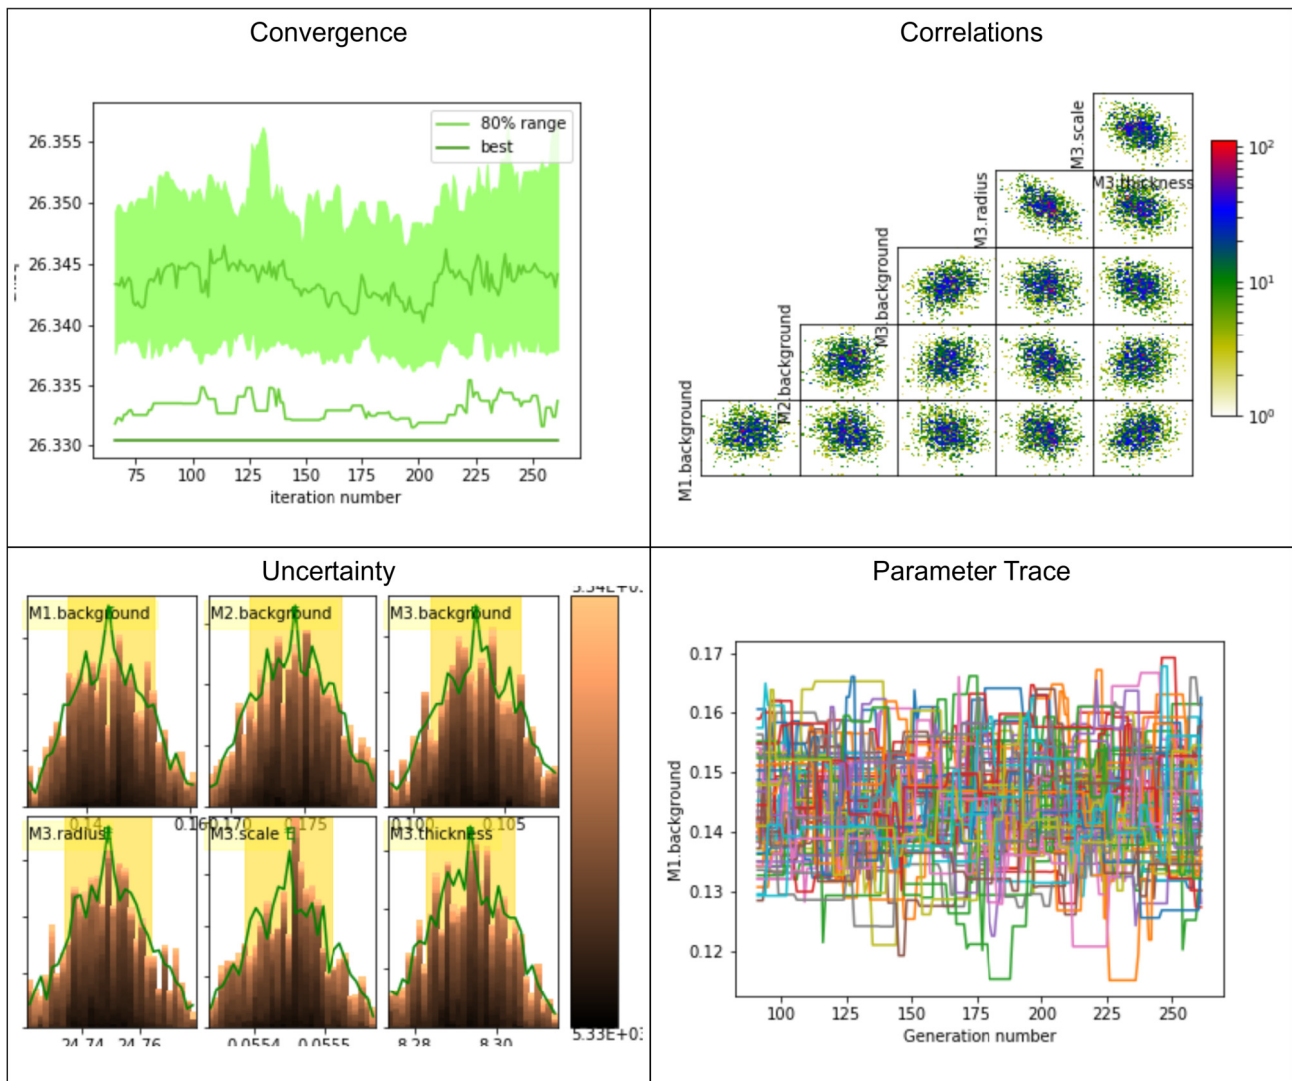 Convergence
80% range
best
26.355
26.350
26.345
26.340
26.335
26.330
75 100 125 150 175 200 225 250
iteration number
Correlations
M3.scale
M3.thickness
M3.radius
M3.background
M2.background
M1.background
10²
10¹
10⁰
Uncertainty
M1.background
M2.background
M3.background
0.14 0.16
0.170 0.175
0.100 0.105
M3.radius
M3.scale
M3.thickness
24.74 24.76
0.0554 0.0555
8.28 8.30
Parameter Trace
0.17
0.16
0.15
0.14
0.13
0.12
M1.background
100 125 150 175 200 225 250
Generation number